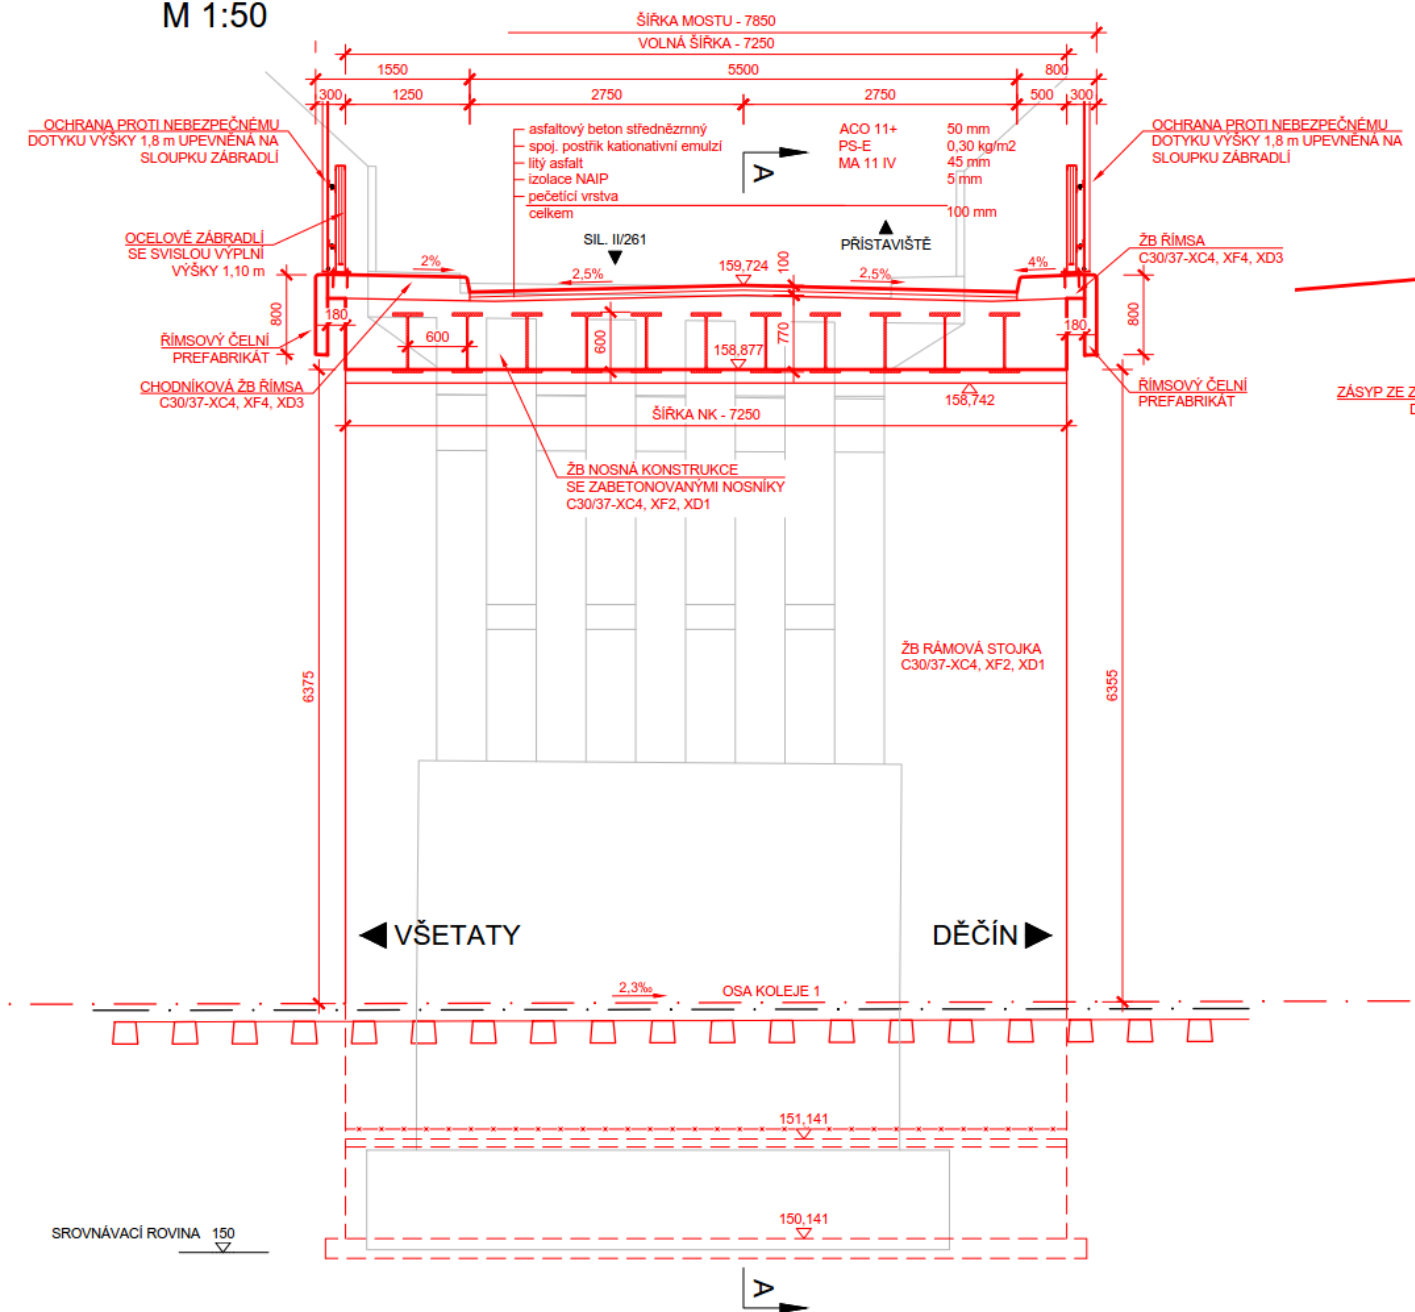 M 1:50
ŠÍŘKA MOSTU - 7850
VOLNÁ ŠÍŘKA - 7250
1550
5500
800
300
1250
2750
2750
500
300
OCHRANA PROTI NEBEZPEČNÉMU
DOTYKU VÝŠKY 1,8 m UPEVNĚNÁ NA
SLOUPKU ZÁBRADLÍ
asfaltový beton střednězrnný ACO 11+ 50 mm
spoj. postřik kationativní emulzí PS-E 0,30 kg/m2
litý asfalt MA 11 IV 45 mm
izolace NAIP 5 mm
pečetící vrstva
celkem 100 mm
A
OCHRANA PROTI NEBEZPEČNÉMU
DOTYKU VÝŠKY 1,8 m UPEVNĚNÁ NA
SLOUPKU ZÁBRADLÍ
OCELOVÉ ZÁBRADLÍ
SE SVISLOU VÝPLNÍ
VÝŠKY 1,10 m
SIL. II/261
PŘÍSTAVIŠTĚ
ŽB ŘÍMSA
C30/37-XC4, XF4, XD3
2%
2,5%
159,724
100
2,5%
4%
800
180
600
600
158,877
770
180
800
ŘÍMSOVÝ ČELNÍ
PREFABRIKÁT
CHODNÍKOVÁ ŽB ŘÍMSA
C30/37-XC4, XF4, XD3
158,742
ŘÍMSOVÝ ČELNÍ
PREFABRIKÁT
ZÁSYP ZE Z
ŠÍŘKA NK - 7250
ŽB NOSNÁ KONSTRUKCE
SE ZABETONOVANÝMI NOSNÍKY
C30/37-XC4, XF2, XD1
ŽB RÁMOVÁ STOJKA
C30/37-XC4, XF2, XD1
6375
6355
VŠETATY
DĚČÍN
2,3‰
OSA KOLEJE 1
151,141
150,141
SROVNÁVACÍ ROVINA 150
A